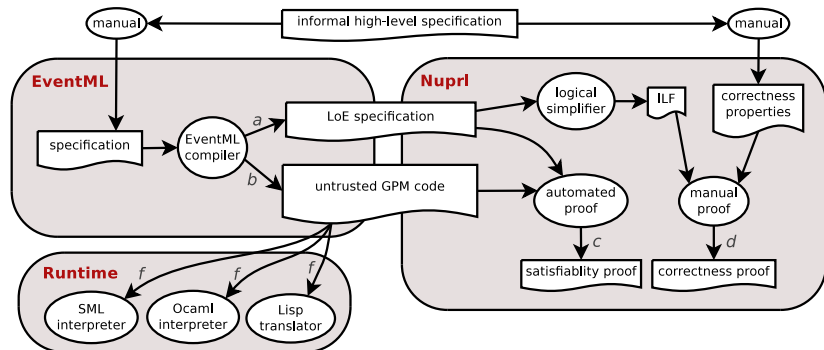 manual
informal high-level specification
manual
EventML
Nuprl
specification
EventML
compiler
a
b
LoE specification
untrusted GPM code
logical
simplifier
ILF
correctness
properties
automated
proof
manual
proof
c
d
satisfiablity proof
correctness proof
Runtime
f
f
f
SML
interpreter
Ocaml
interpreter
Lisp
translator